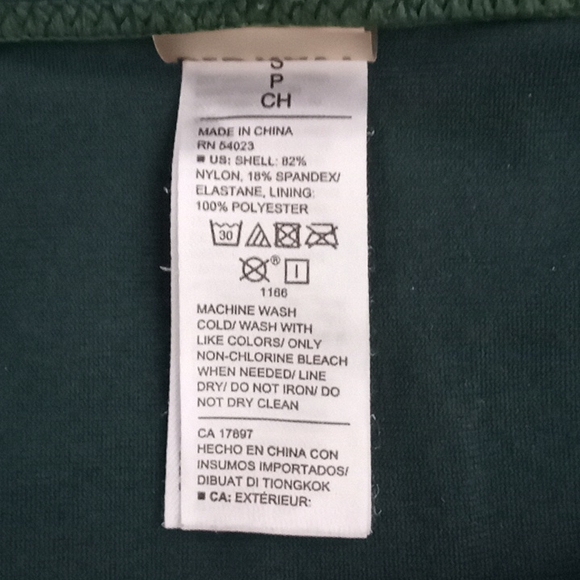 S
P
CH
MADE IN CHINA
RN 54023
US: SHELL: 82%
NYLON, 18% SPANDEX/
ELASTANE, LINING:
100% POLYESTER
30
®
1166
MACHINE WASH
COLD/ WASH WITH
LIKE COLORS/ ONLY
NON-CHLORINE BLEACH
WHEN NEEDED/ LINE
DRY/ DO NOT IRON/ DO
NOT DRY CLEAN
CA 17697
HECHO EN CHINA CON
INSUMOS IMPORTADOS/
DIBUAT DI TIONGKOK
CA: EXTÉRIEUR: